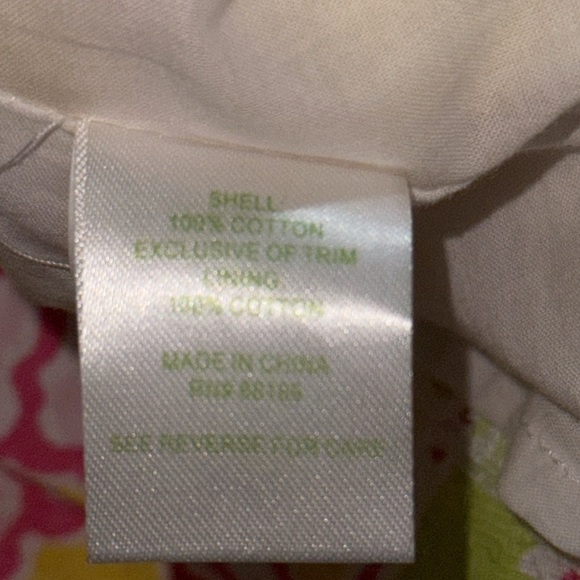 SHELL:
100% COTTON
EXCLUSIVE OF TRIM
LINING:
100% COTTON
MADE IN CHINA
SEE REVERSE FOR CARE